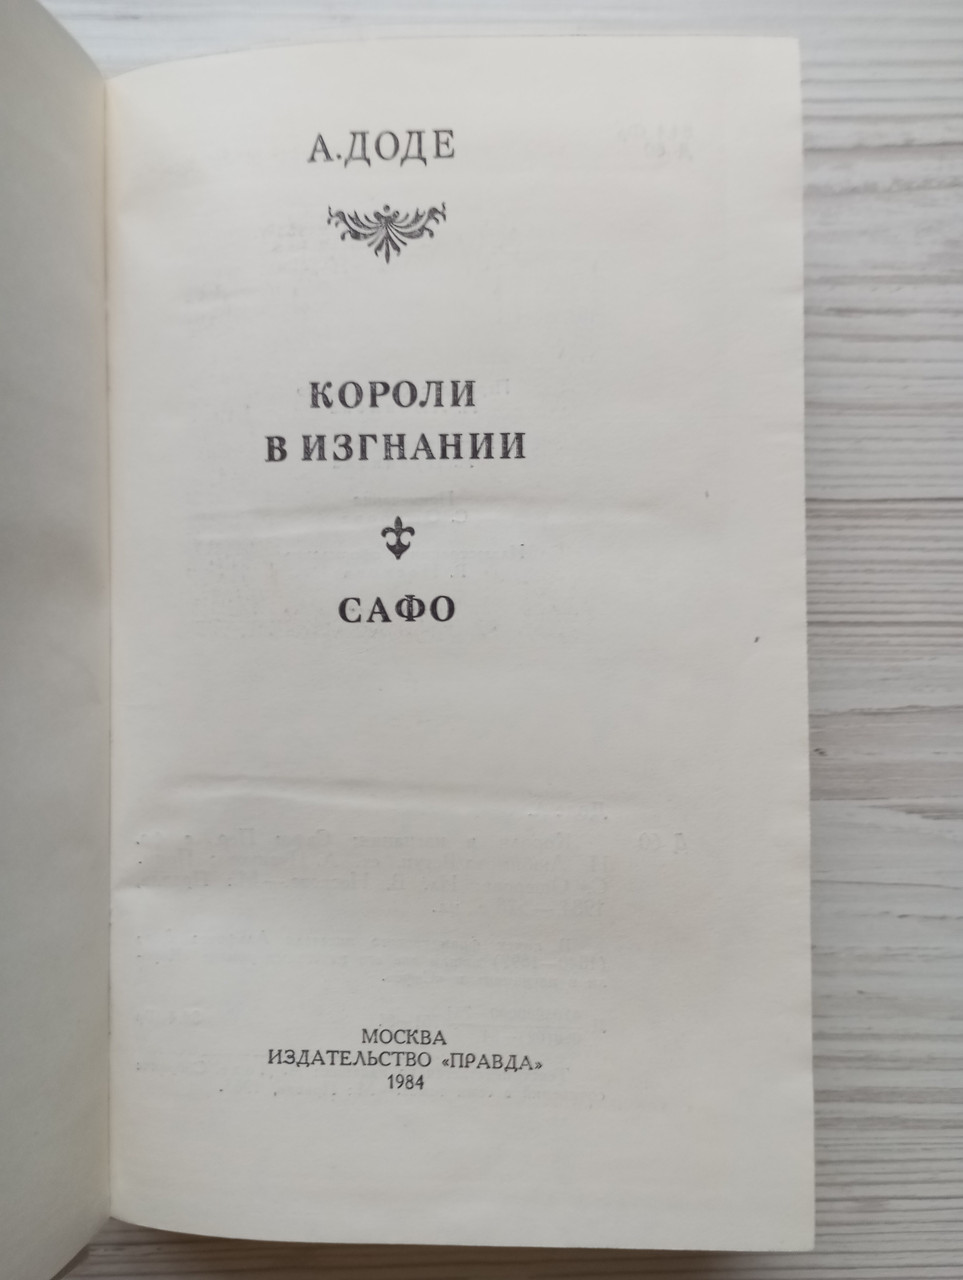 А. ДОДЕ
КОРОЛИ
В ИЗГНАНИИ
САФО
МОСКВА
ИЗДАТЕЛЬСТВО «ПРАВДА»
1984